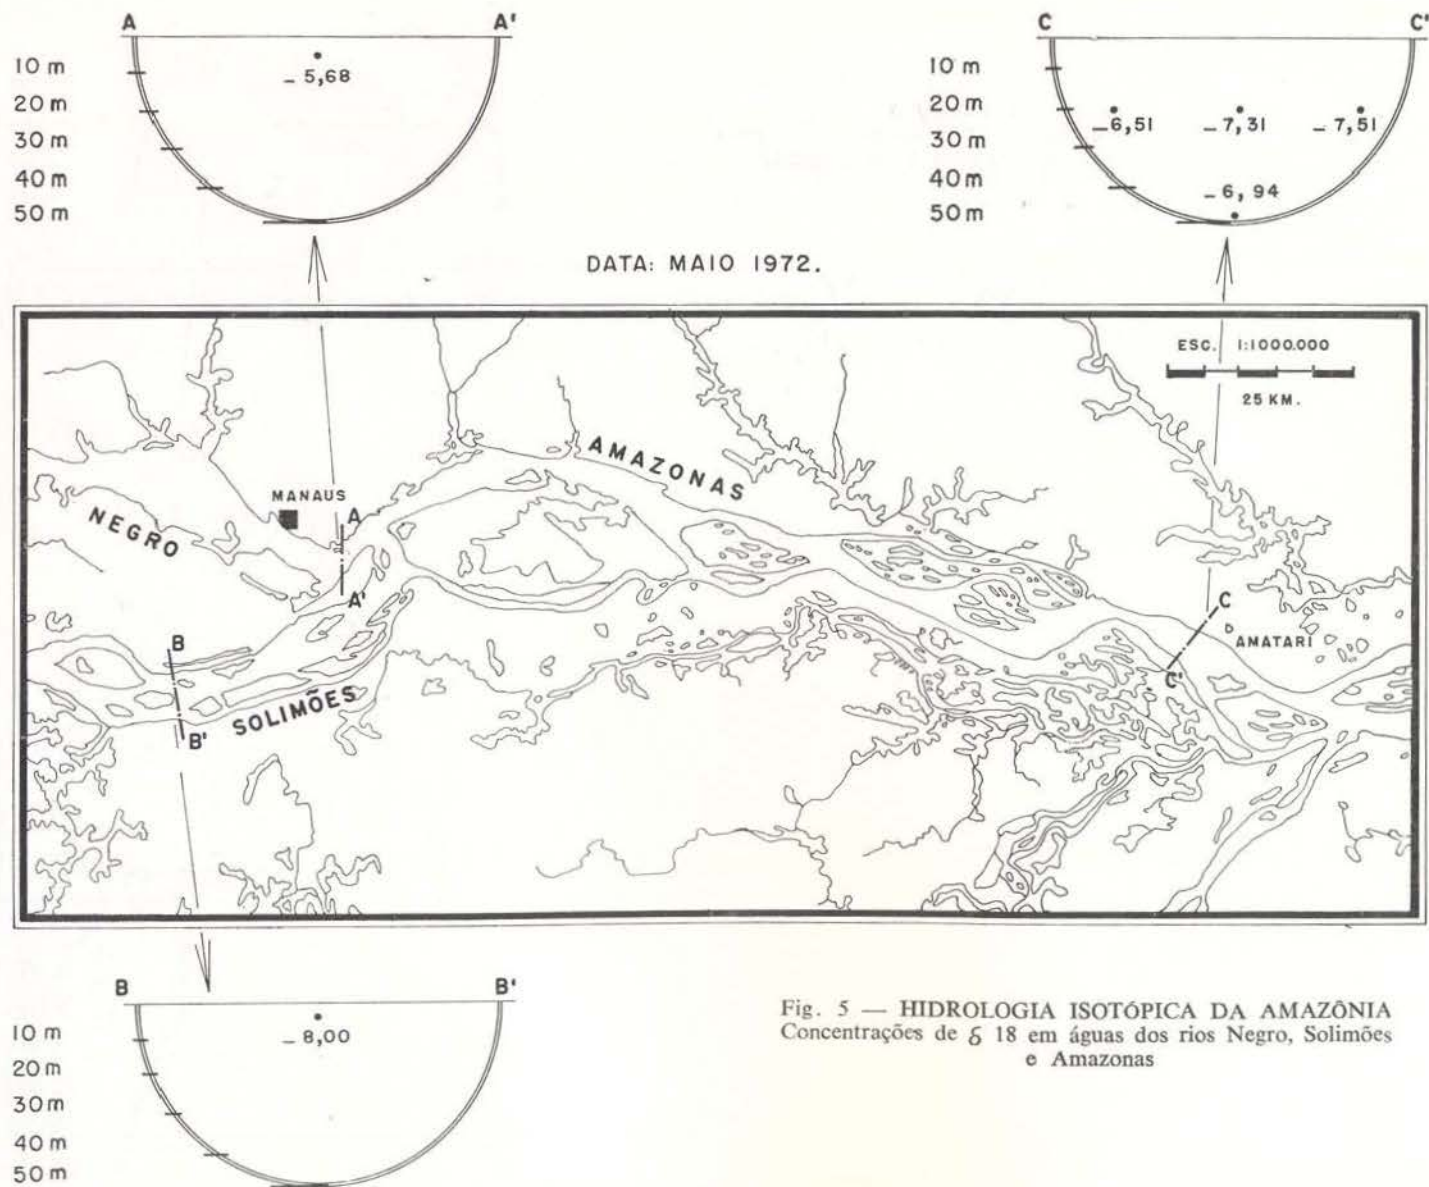 A A'
10 m
20 m
30 m
40 m
50 m
_ 5,68
C C'
10 m
20 m
30 m
40 m
50 m
_ 6,51 _ 7,31 _ 7,51
_ 6,94
DATA: MAIO 1972.
ESC. 1:1000.000
25 KM.
AMAZONAS
MANAUS
NEGRO
A
A'
B
B'
SOLIMÕES
C
AMATARI
C'
B B'
10 m
20 m
30 m
40 m
50 m
_ 8,00
Fig. 5 — HIDROLOGIA ISOTÓPICA DA AMAZÔNIA
Concentrações de δ 18 em águas dos rios Negro, Solimões
e Amazonas